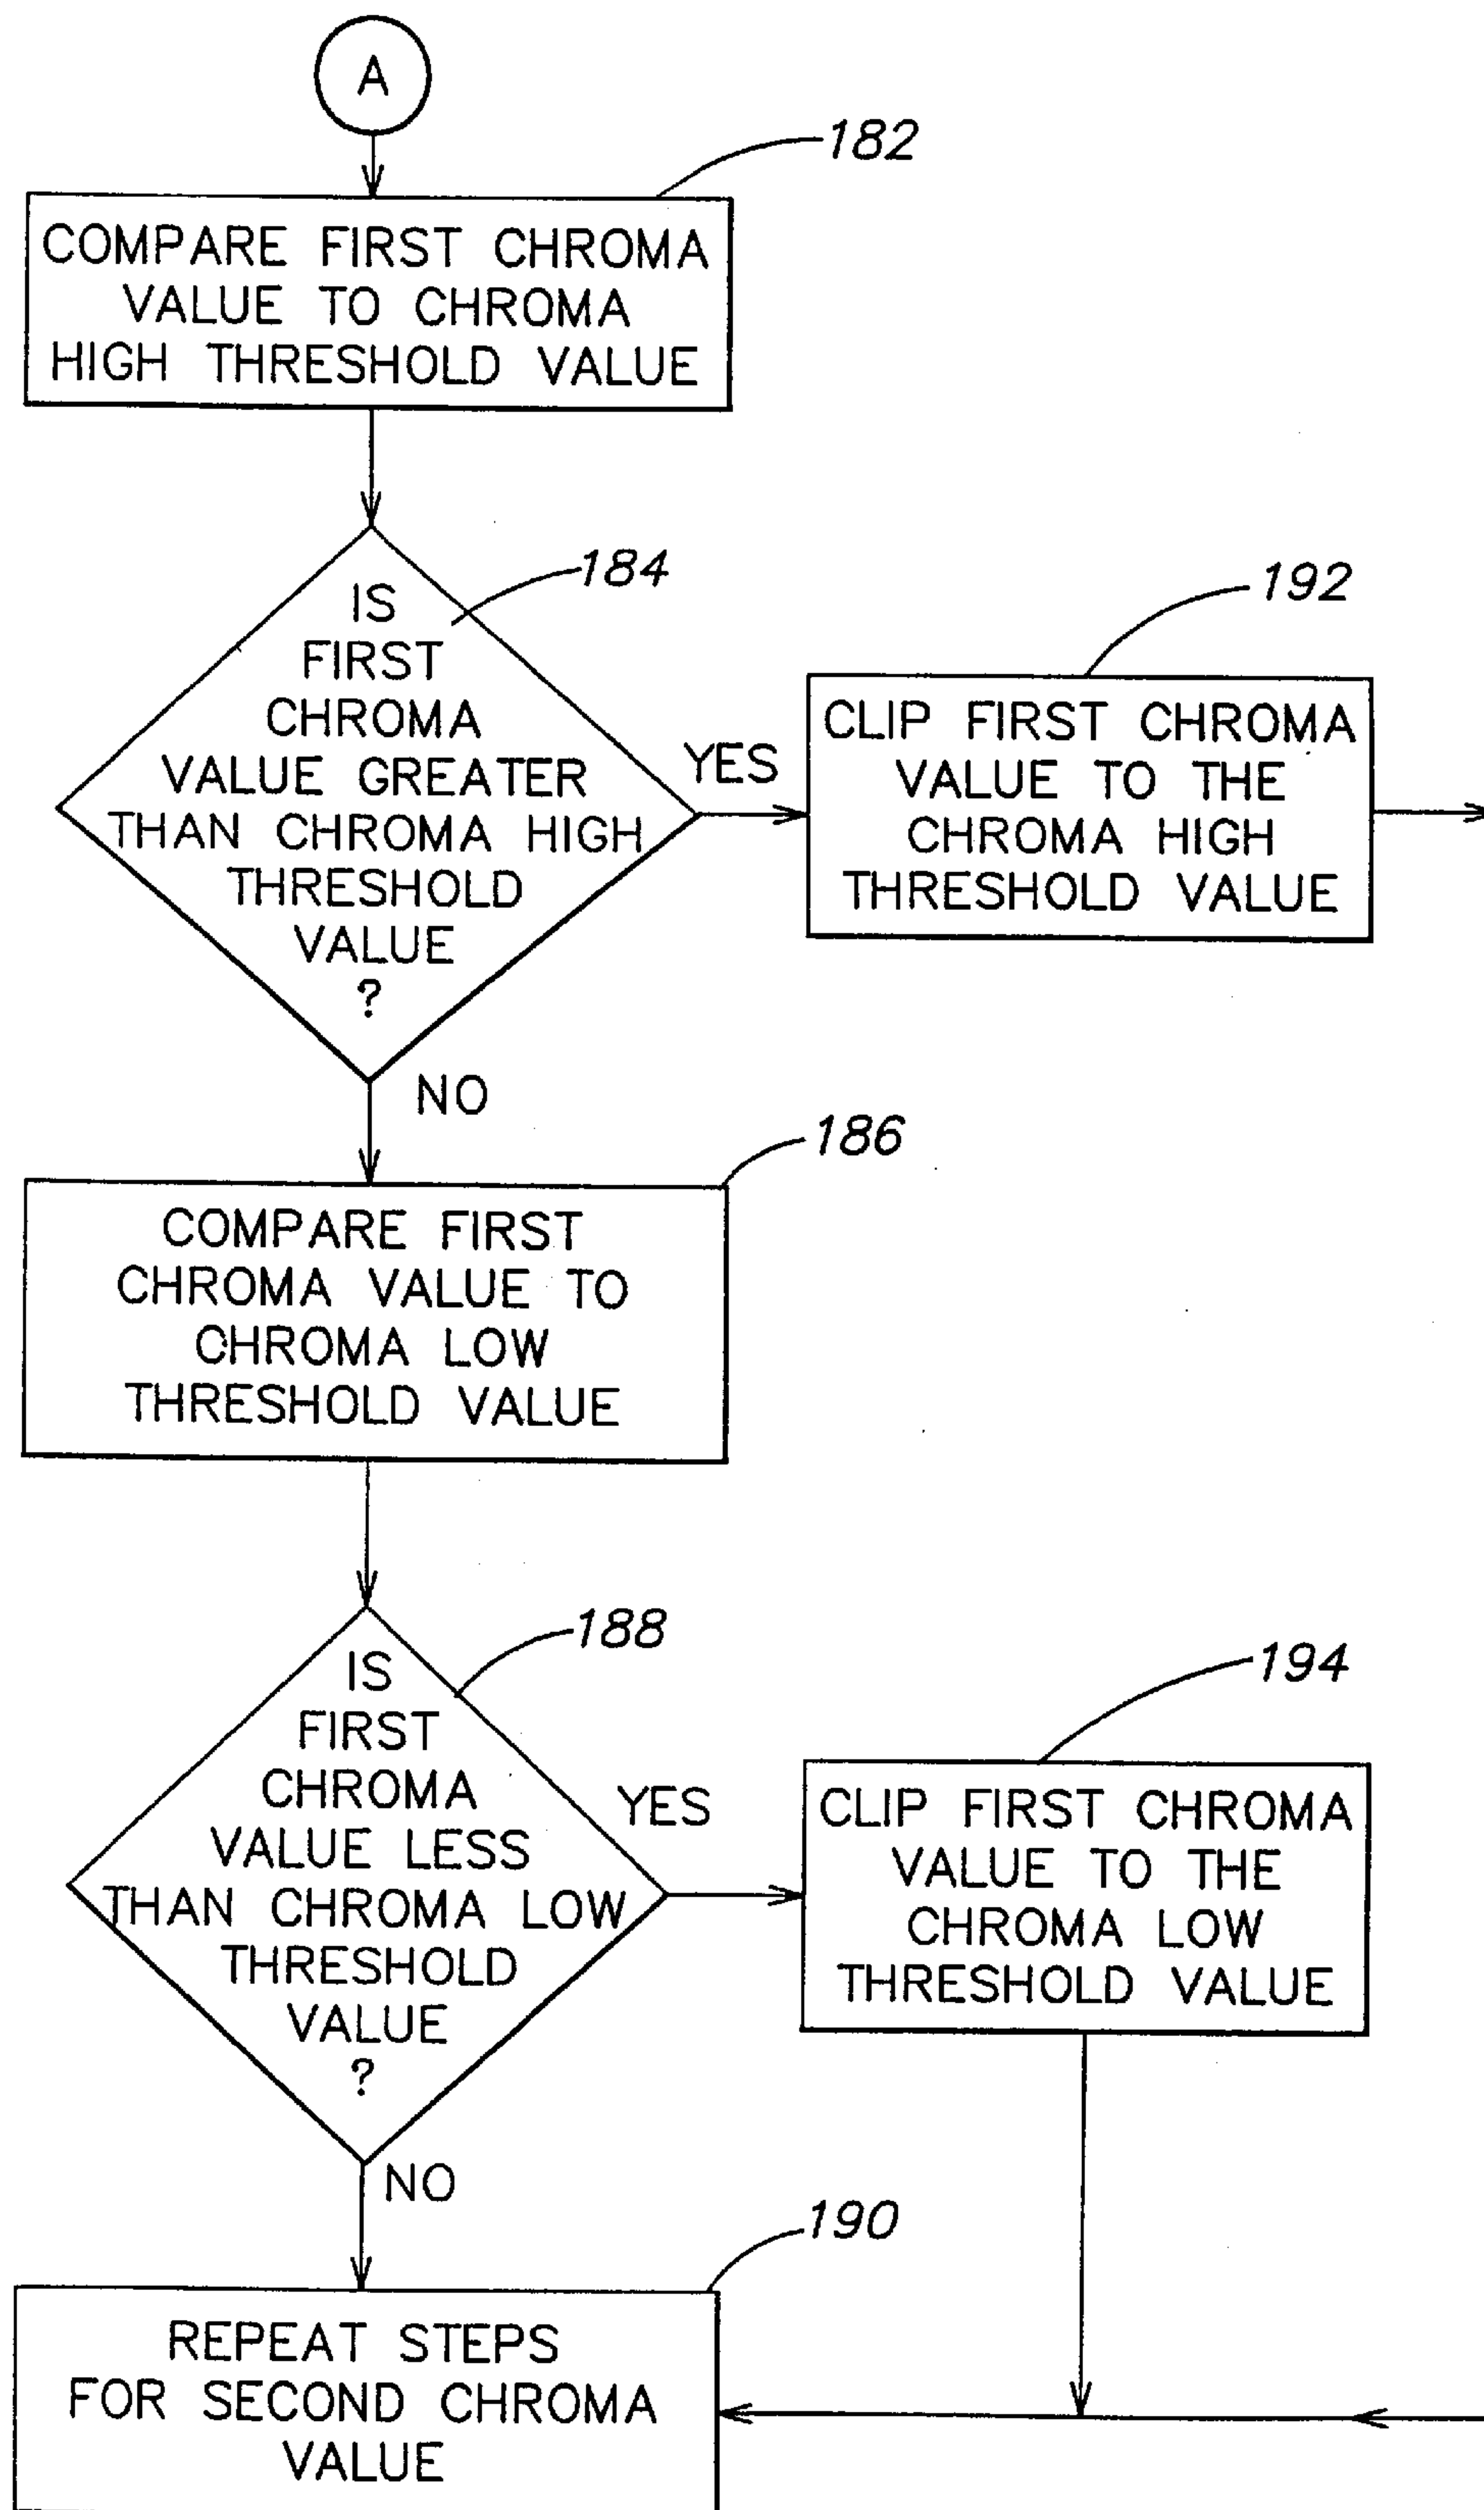 A
182
COMPARE FIRST CHROMA
VALUE TO CHROMA
HIGH THRESHOLD VALUE
184
IS
FIRST
CHROMA
VALUE GREATER
THAN CHROMA HIGH
THRESHOLD
VALUE
?
YES
192
CLIP FIRST CHROMA
VALUE TO THE
CHROMA HIGH
THRESHOLD VALUE
NO
186
COMPARE FIRST
CHROMA VALUE TO
CHROMA LOW
THRESHOLD VALUE
188
IS
FIRST
CHROMA
VALUE LESS
THAN CHROMA LOW
THRESHOLD
VALUE
?
YES
194
CLIP FIRST CHROMA
VALUE TO THE
CHROMA LOW
THRESHOLD VALUE
NO
190
REPEAT STEPS
FOR SECOND CHROMA
VALUE